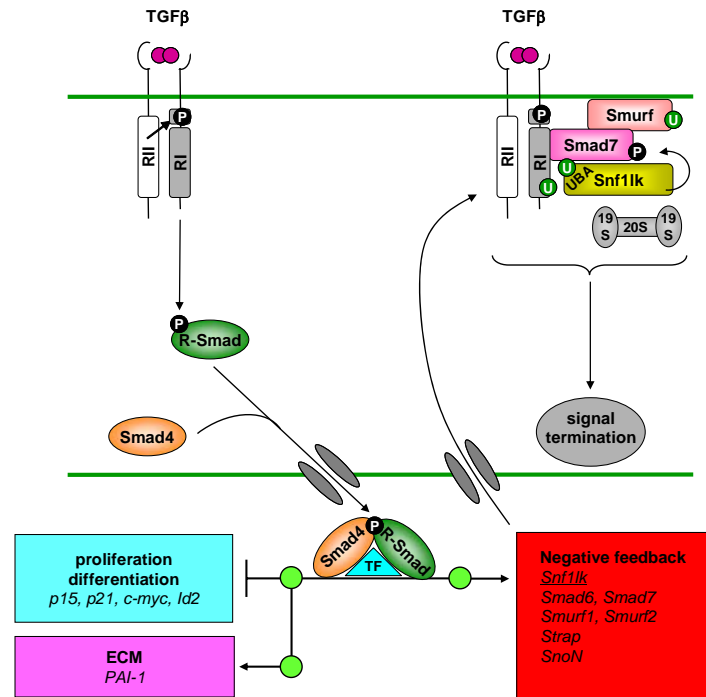 TGFβ
TGFβ
P
RII
RI
P
RII
RI
Smurf
U
Smad7
P
U
UBA
Snf1lk
U
19
S
20S
19
S
P
R-Smad
Smad4
signal
termination
P
Smad4
R-Smad
TF
proliferation
differentiation
p15, p21, c-myc, Id2
ECM
PAI-1
Negative feedback
Snf1lk
Smad6, Smad7
Smurf1, Smurf2
Strap
SnoN